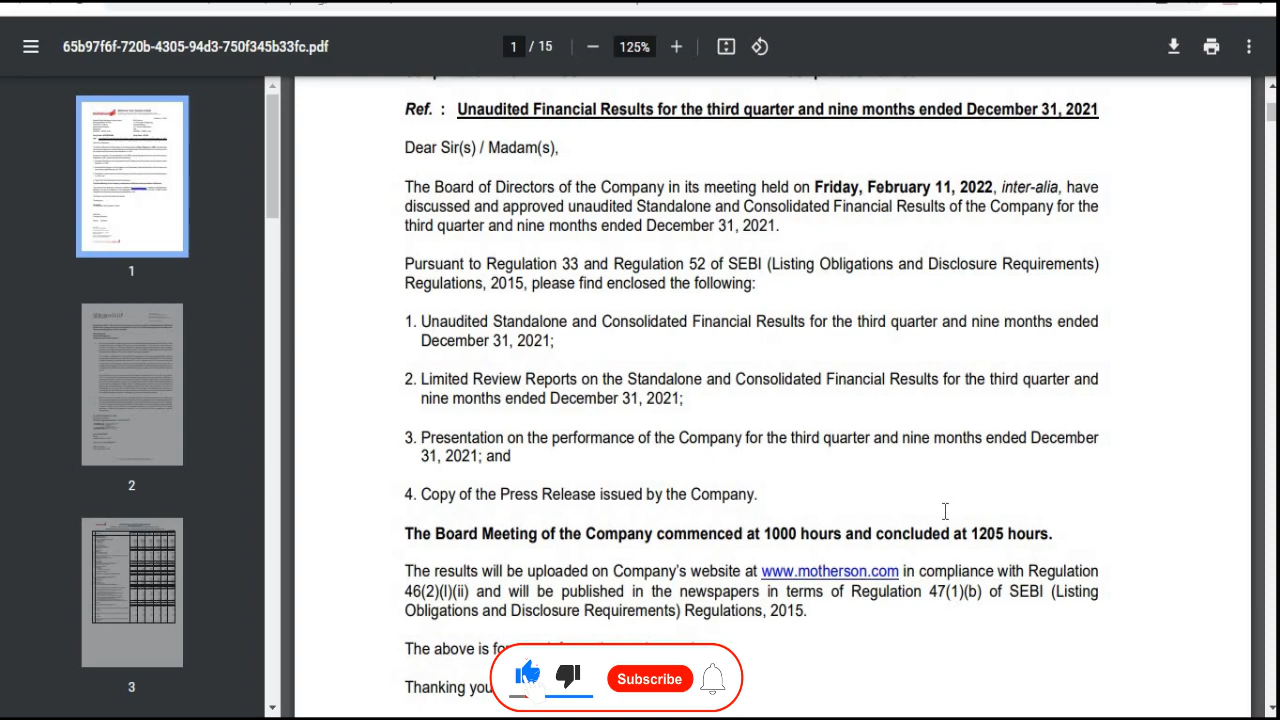 65b97f6f-720b-4305-94d3-750f345b33fc.pdf
1 / 15
125%
Ref. : Unaudited Financial Results for the third quarter and nine months ended December 31, 2021
Dear Sir(s) / Madam(s),
The Board of Directors of the Company in its meeting held on Friday, February 11, 2022, inter-alia, have
discussed and approved unaudited Standalone and Consolidated Financial Results of the Company for the
third quarter and nine months ended December 31, 2021.
Pursuant to Regulation 33 and Regulation 52 of SEBI (Listing Obligations and Disclosure Requirements)
Regulations, 2015, please find enclosed the following:
1. Unaudited Standalone and Consolidated Financial Results for the third quarter and nine months ended
December 31, 2021;
2. Limited Review Reports on the Standalone and Consolidated Financial Results for the third quarter and
nine months ended December 31, 2021;
3. Presentation on the performance of the Company for the third quarter and nine months ended December
31, 2021; and
4. Copy of the Press Release issued by the Company.
The Board Meeting of the Company commenced at 1000 hours and concluded at 1205 hours.
The results will be uploaded on Company's website at www.motherson.com in compliance with Regulation
46(2)(l)(ii) and will be published in the newspapers in terms of Regulation 47(1)(b) of SEBI (Listing
Obligations and Disclosure Requirements) Regulations, 2015.
The above is
Thanking you
Subscribe
1
2
3